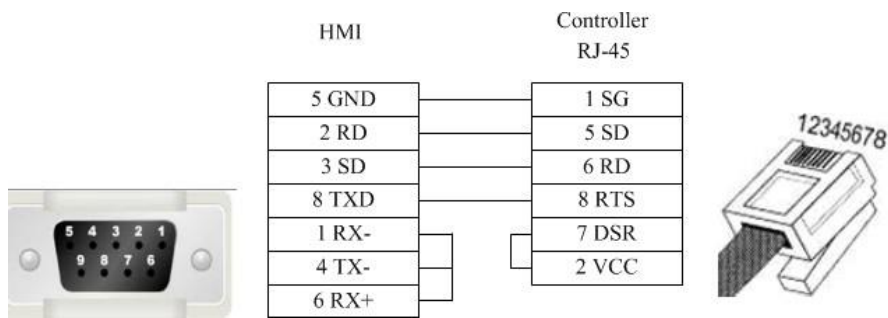 HMI
Controller
RJ-45
5 GND
1 SG
2 RD
5 SD
3 SD
6 RD
8 TXD
8 RTS
1 RX-
7 DSR
4 TX-
2 VCC
6 RX+
5 4 3 2 1
9 8 7 6
12345678